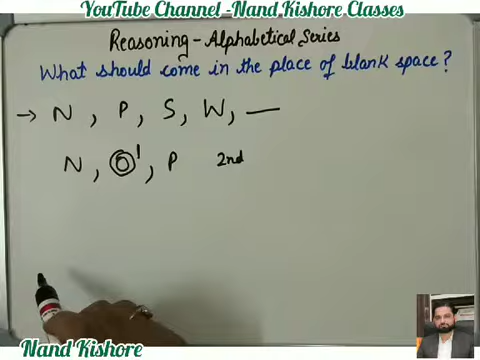 YouTube Channel -Nand Kishore Classes
Reasoning - Alphabetical Series
What should come in the place of blank space?
→ N, P, S, W, —
N, O 1, P 2nd
Nand Kishore